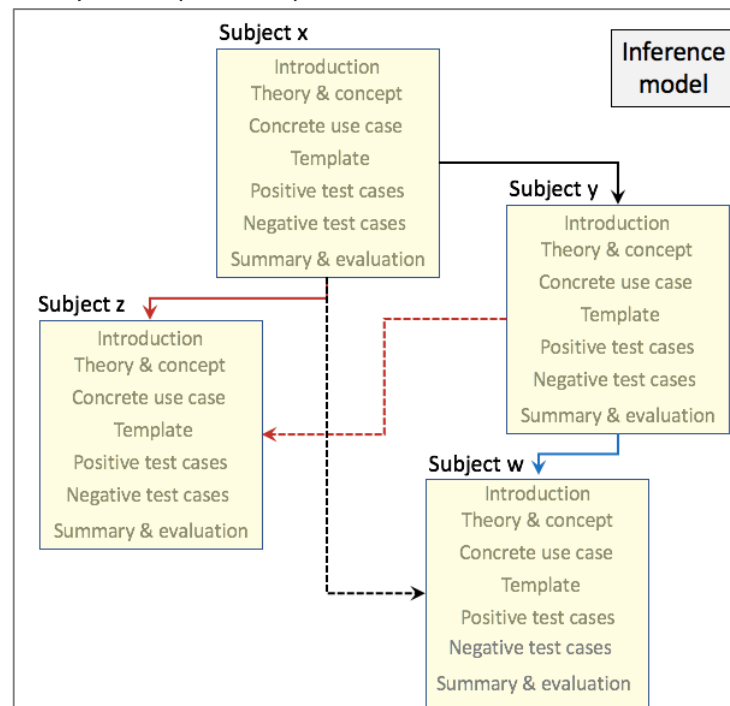 Subject x
Introduction
Theory & concept
Concrete use case
Template
Positive test cases
Negative test cases
Summary & evaluation
Inference
model
Subject y
Introduction
Theory & concept
Concrete use case
Template
Positive test cases
Negative test cases
Summary & evaluation
Subject z
Introduction
Theory & concept
Concrete use case
Template
Positive test cases
Negative test cases
Summary & evaluation
Subject w
Introduction
Theory & concept
Concrete use case
Template
Positive test cases
Negative test cases
Summary & evaluation